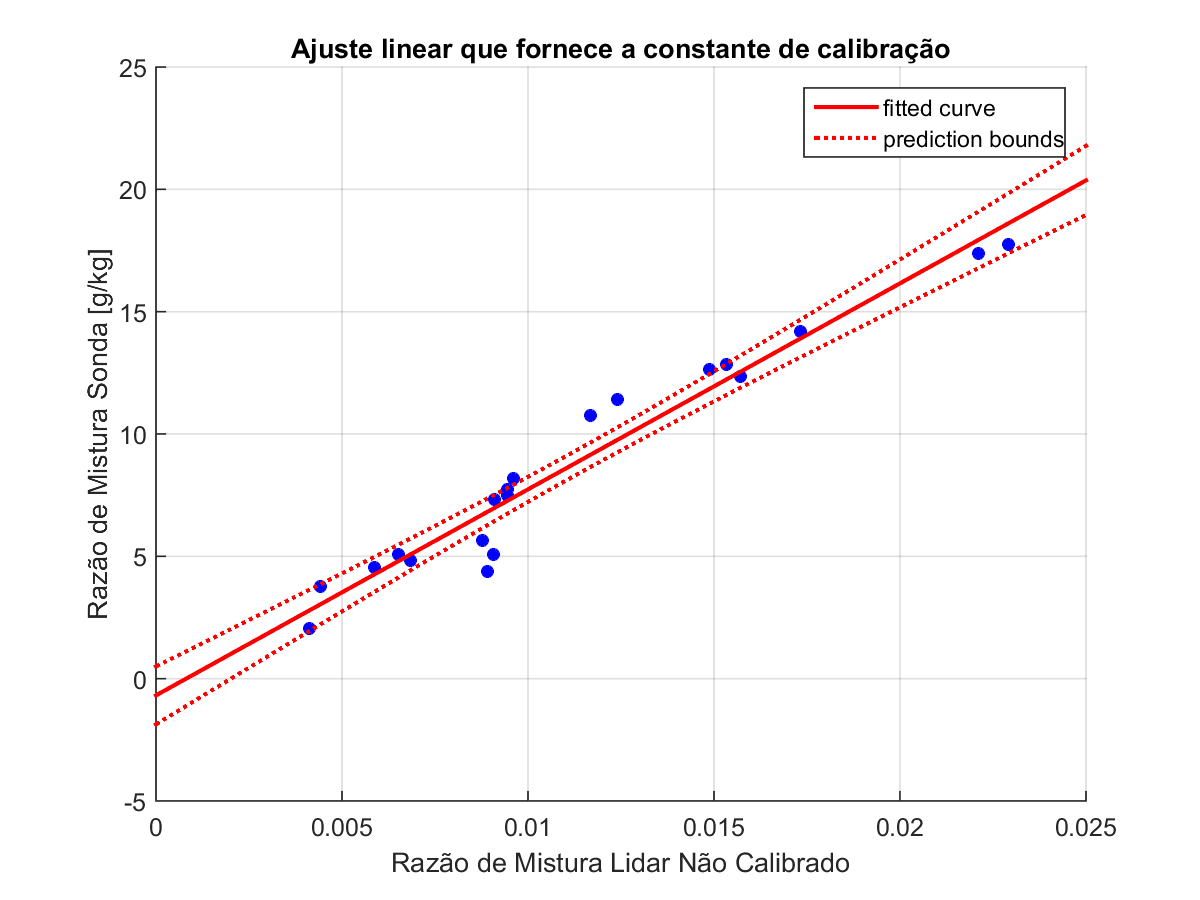 Ajuste linear que fornece a constante de calibração
fitted curve
prediction bounds
Razão de Mistura Sonda [g/kg]
25
20
15
10
5
0
-5
0 0.005 0.01 0.015 0.02 0.025
Razão de Mistura Lidar Não Calibrado